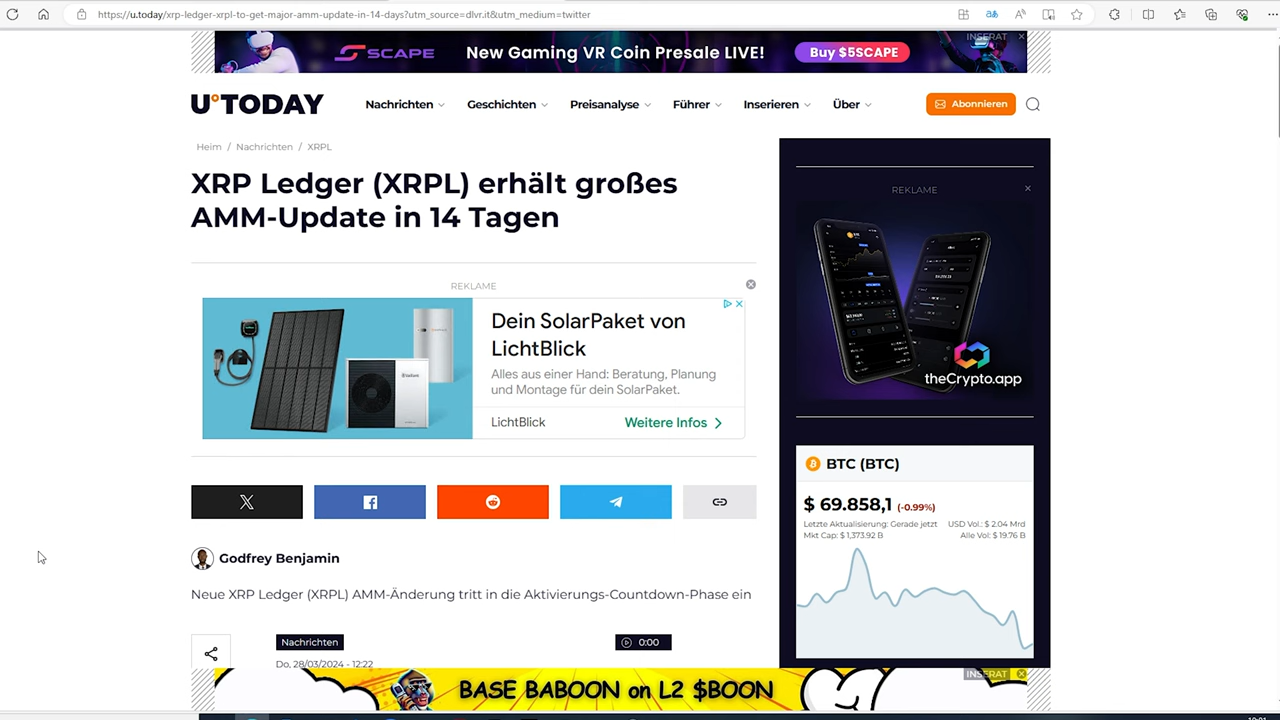 https://u.today/xrp-ledger-xrpl-to-get-major-amm-update-in-14-days?utm_source=dlvr.it&utm_medium=twitter
INSERAT
SCAPE
New Gaming VR Coin Presale LIVE!
Buy $5SCAPE
U TODAY
Nachrichten
Geschichten
Preisanalyse
Führer
Inserieren
Über
Abonnieren
Heim / Nachrichten / XRPL
XRP Ledger (XRPL) erhält großes
AMM-Update in 14 Tagen
REKLAME
Dein SolarPaket von
LichtBlick
Alles aus einer Hand: Beratung, Planung
und Montage für dein SolarPaket.
LichtBlick
Weitere Infos
Godfrey Benjamin
Neue XRP Ledger (XRPL) AMM-Änderung tritt in die Aktivierungs-Countdown-Phase ein
Nachrichten
0:00
Do, 28/03/2024 - 12:22
REKLAME
theCrypto.app
BTC (BTC)
$ 69.858,1 (-0.99%)
Letzte Aktualisierung: Gerade jetzt
USD Vol.: $ 2.04 Mrd
Mkt Cap: $ 1,373.92 B
Alle Vol: $ 19.76 B
INSERAT
BASE BABOON on L2 $BOON